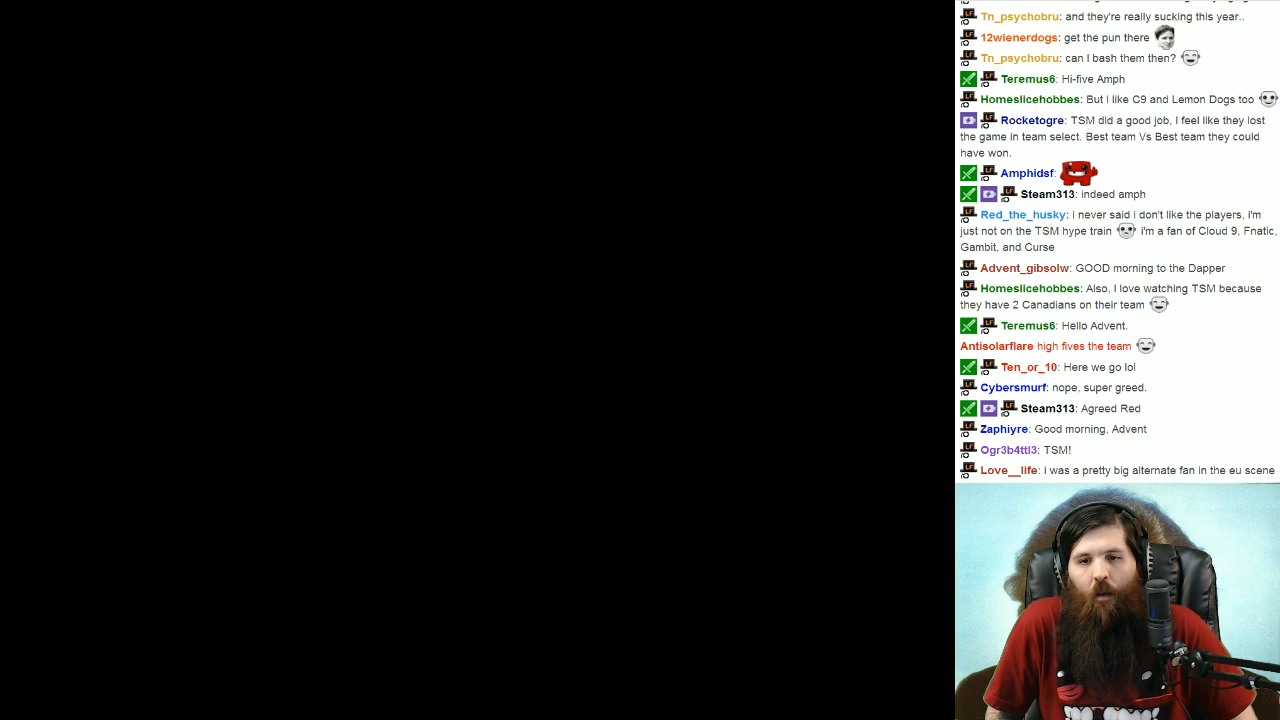 Tn_psychobru: and they're really sucking this year..
12wienerdogs: get the pun there
Tn_psychobru: can I bash them then?
Teremus6: Hi-five Amph
Homeslicehobbes: But I like C9 and Lemon Dogs too
Rocketogre: TSM did a good job, I feel like they lost
the game in team select. Best team Vs Best team they could
have won.
Amphidsf:
Steam313: indeed amph
Red_the_husky: i never said i don't like the players, i'm
just not on the TSM hype train i'm a fan of Cloud 9, Fnatic,
Gambit, and Curse
Advent_gibsolw: GOOD morning to the Dapper
Homeslicehobbes: Also, I love watching TSM because
they have 2 Canadians on their team
Teremus6: Hello Advent.
Antisolarflare high fives the team
Ten_or_10: Here we go lol
Cybersmurf: nope, super greed.
Steam313: Agreed Red
Zaphiyre: Good morning, Advent
Ogr3b4ttl3: TSM!
Love__life: i was a pretty big alternate fan in the eu scene